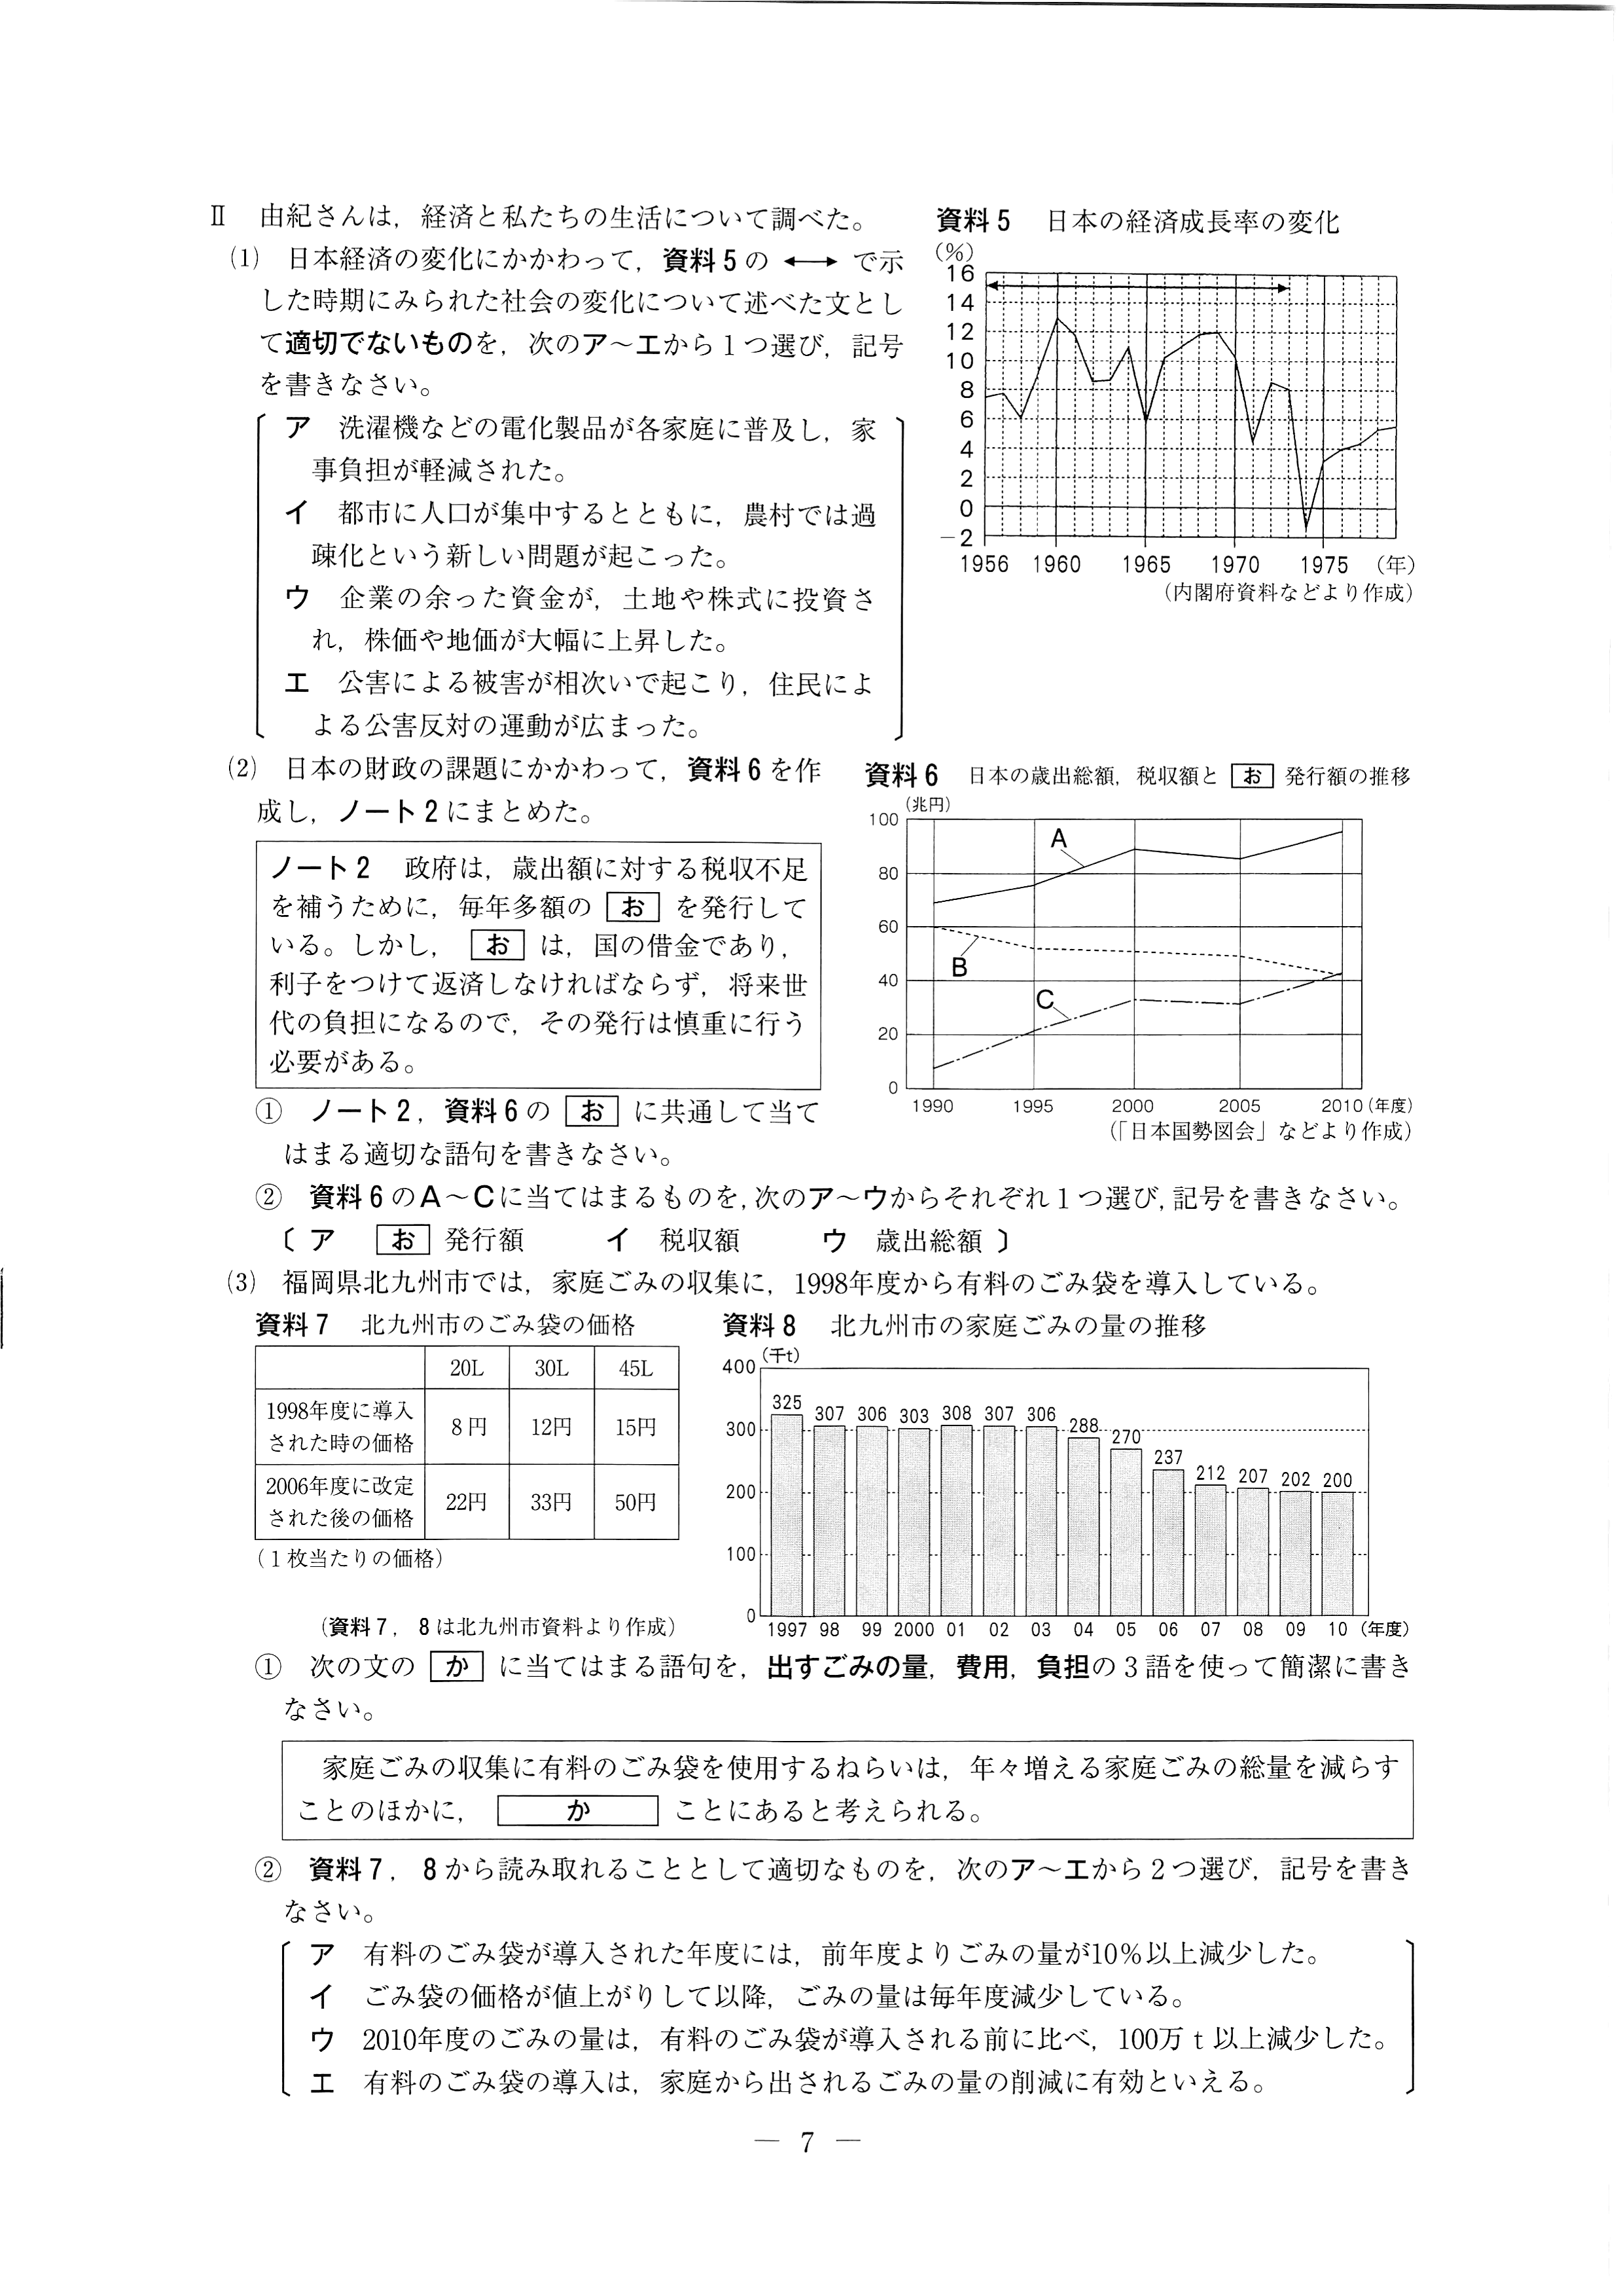 Ⅱ 由紀さんは，経済と私たちの生活について調べた。
(1) 日本経済の変化にかかわって，資料5の ⟷ で示
した時期にみられた社会の変化について述べた文とし
て適切でないものを，次のア～エから1つ選び，記号
を書きなさい。
ア 洗濯機などの電化製品が各家庭に普及し，家
事負担が軽減された。
イ 都市に人口が集中するとともに，農村では過
疎化という新しい問題が起こった。
ウ 企業の余った資金が，土地や株式に投資さ
れ，株価や地価が大幅に上昇した。
エ 公害による被害が相次いで起こり，住民によ
よる公害反対の運動が広まった。
資料5 日本の経済成長率の変化
(%)
16
14
12
10
8
6
4
2
0
－2
1956 1960 1965 1970 1975 （年）
（内閣府資料などより作成）
(2) 日本の財政の課題にかかわって，資料6を作
成し，ノート2にまとめた。
ノート2 政府は，歳出額に対する税収不足
を補うために，毎年多額の お を発行して
いる。しかし， お は，国の借金であり，
利子をつけて返済しなければならず，将来世
代の負担になるので，その発行は慎重に行う
必要がある。
資料6 日本の歳出総額，税収額と お 発行額の推移
（兆円）
100
80
60
40
20
0
A
B
C
1990 1995 2000 2005 2010（年度）
（「日本国勢図会」などより作成）
① ノート2，資料6の お に共通して当て
はまる適切な語句を書きなさい。
② 資料6のA～Cに当てはまるものを，次のア～ウからそれぞれ1つ選び，記号を書きなさい。
〔 ア お 発行額 イ 税収額 ウ 歳出総額 〕
(3) 福岡県北九州市では，家庭ごみの収集に，1998年度から有料のごみ袋を導入している。
資料7 北九州市のごみ袋の価格
20L 30L 45L
1998年度に導入
された時の価格
8円 12円 15円
2006年度に改定
された後の価格
22円 33円 50円
（1枚当たりの価格）
（資料7，8は北九州市資料より作成）
資料8 北九州市の家庭ごみの量の推移
（千t）
400
300
200
100
0
325 307 306 303 308 307 306 288 270 237 212 207 202 200
1997 98 99 2000 01 02 03 04 05 06 07 08 09 10 （年度）
① 次の文の か に当てはまる語句を，出すごみの量，費用，負担の3語を使って簡潔に書き
なさい。
家庭ごみの収集に有料のごみ袋を使用するねらいは，年々増える家庭ごみの総量を減らす
ことのほかに， か ことにあると考えられる。
② 資料7，8から読み取れることとして適切なものを，次のア～エから2つ選び，記号を書き
なさい。
ア 有料のごみ袋が導入された年度には，前年度よりごみの量が10％以上減少した。
イ ごみ袋の価格が値上がりして以降，ごみの量は毎年度減少している。
ウ 2010年度のごみの量は，有料のごみ袋が導入される前に比べ，100万t以上減少した。
エ 有料のごみ袋の導入は，家庭から出されるごみの量の削減に有効といえる。
— 7 —